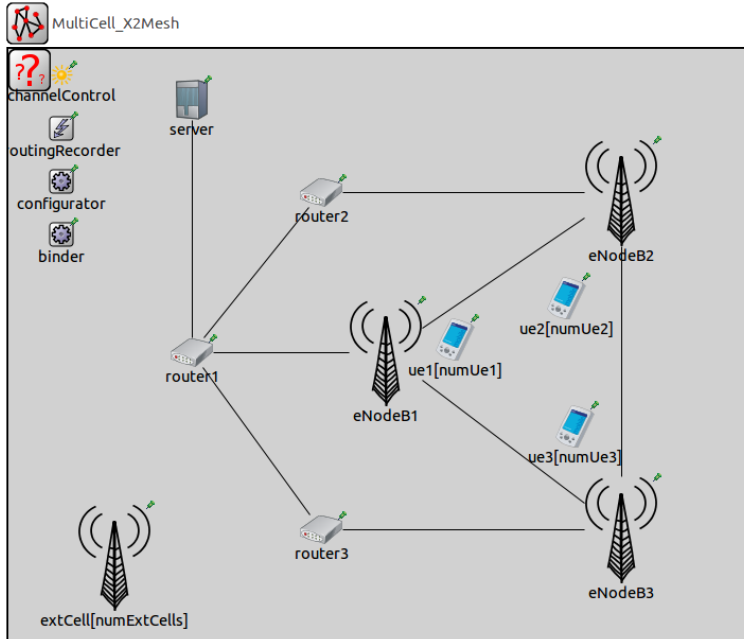 MultiCell_X2Mesh
???
channelControl
server
outingRecorder
configurator
router2
binder
eNodeB2
ue2[numUe2]
router1
ue1[numUe1]
eNodeB1
ue3[numUe3]
router3
eNodeB3
extCell[numExtCells]